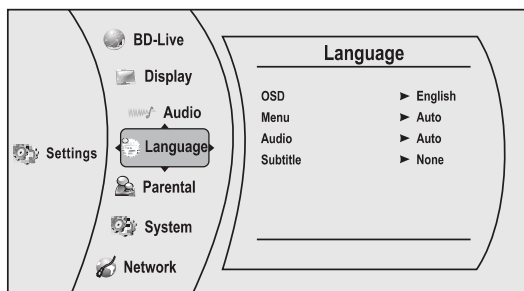 Settings
BD-Live
Display
Audio
Language
Parental
System
Network
Language
OSD ► English
Menu ► Auto
Audio ► Auto
Subtitle ► None